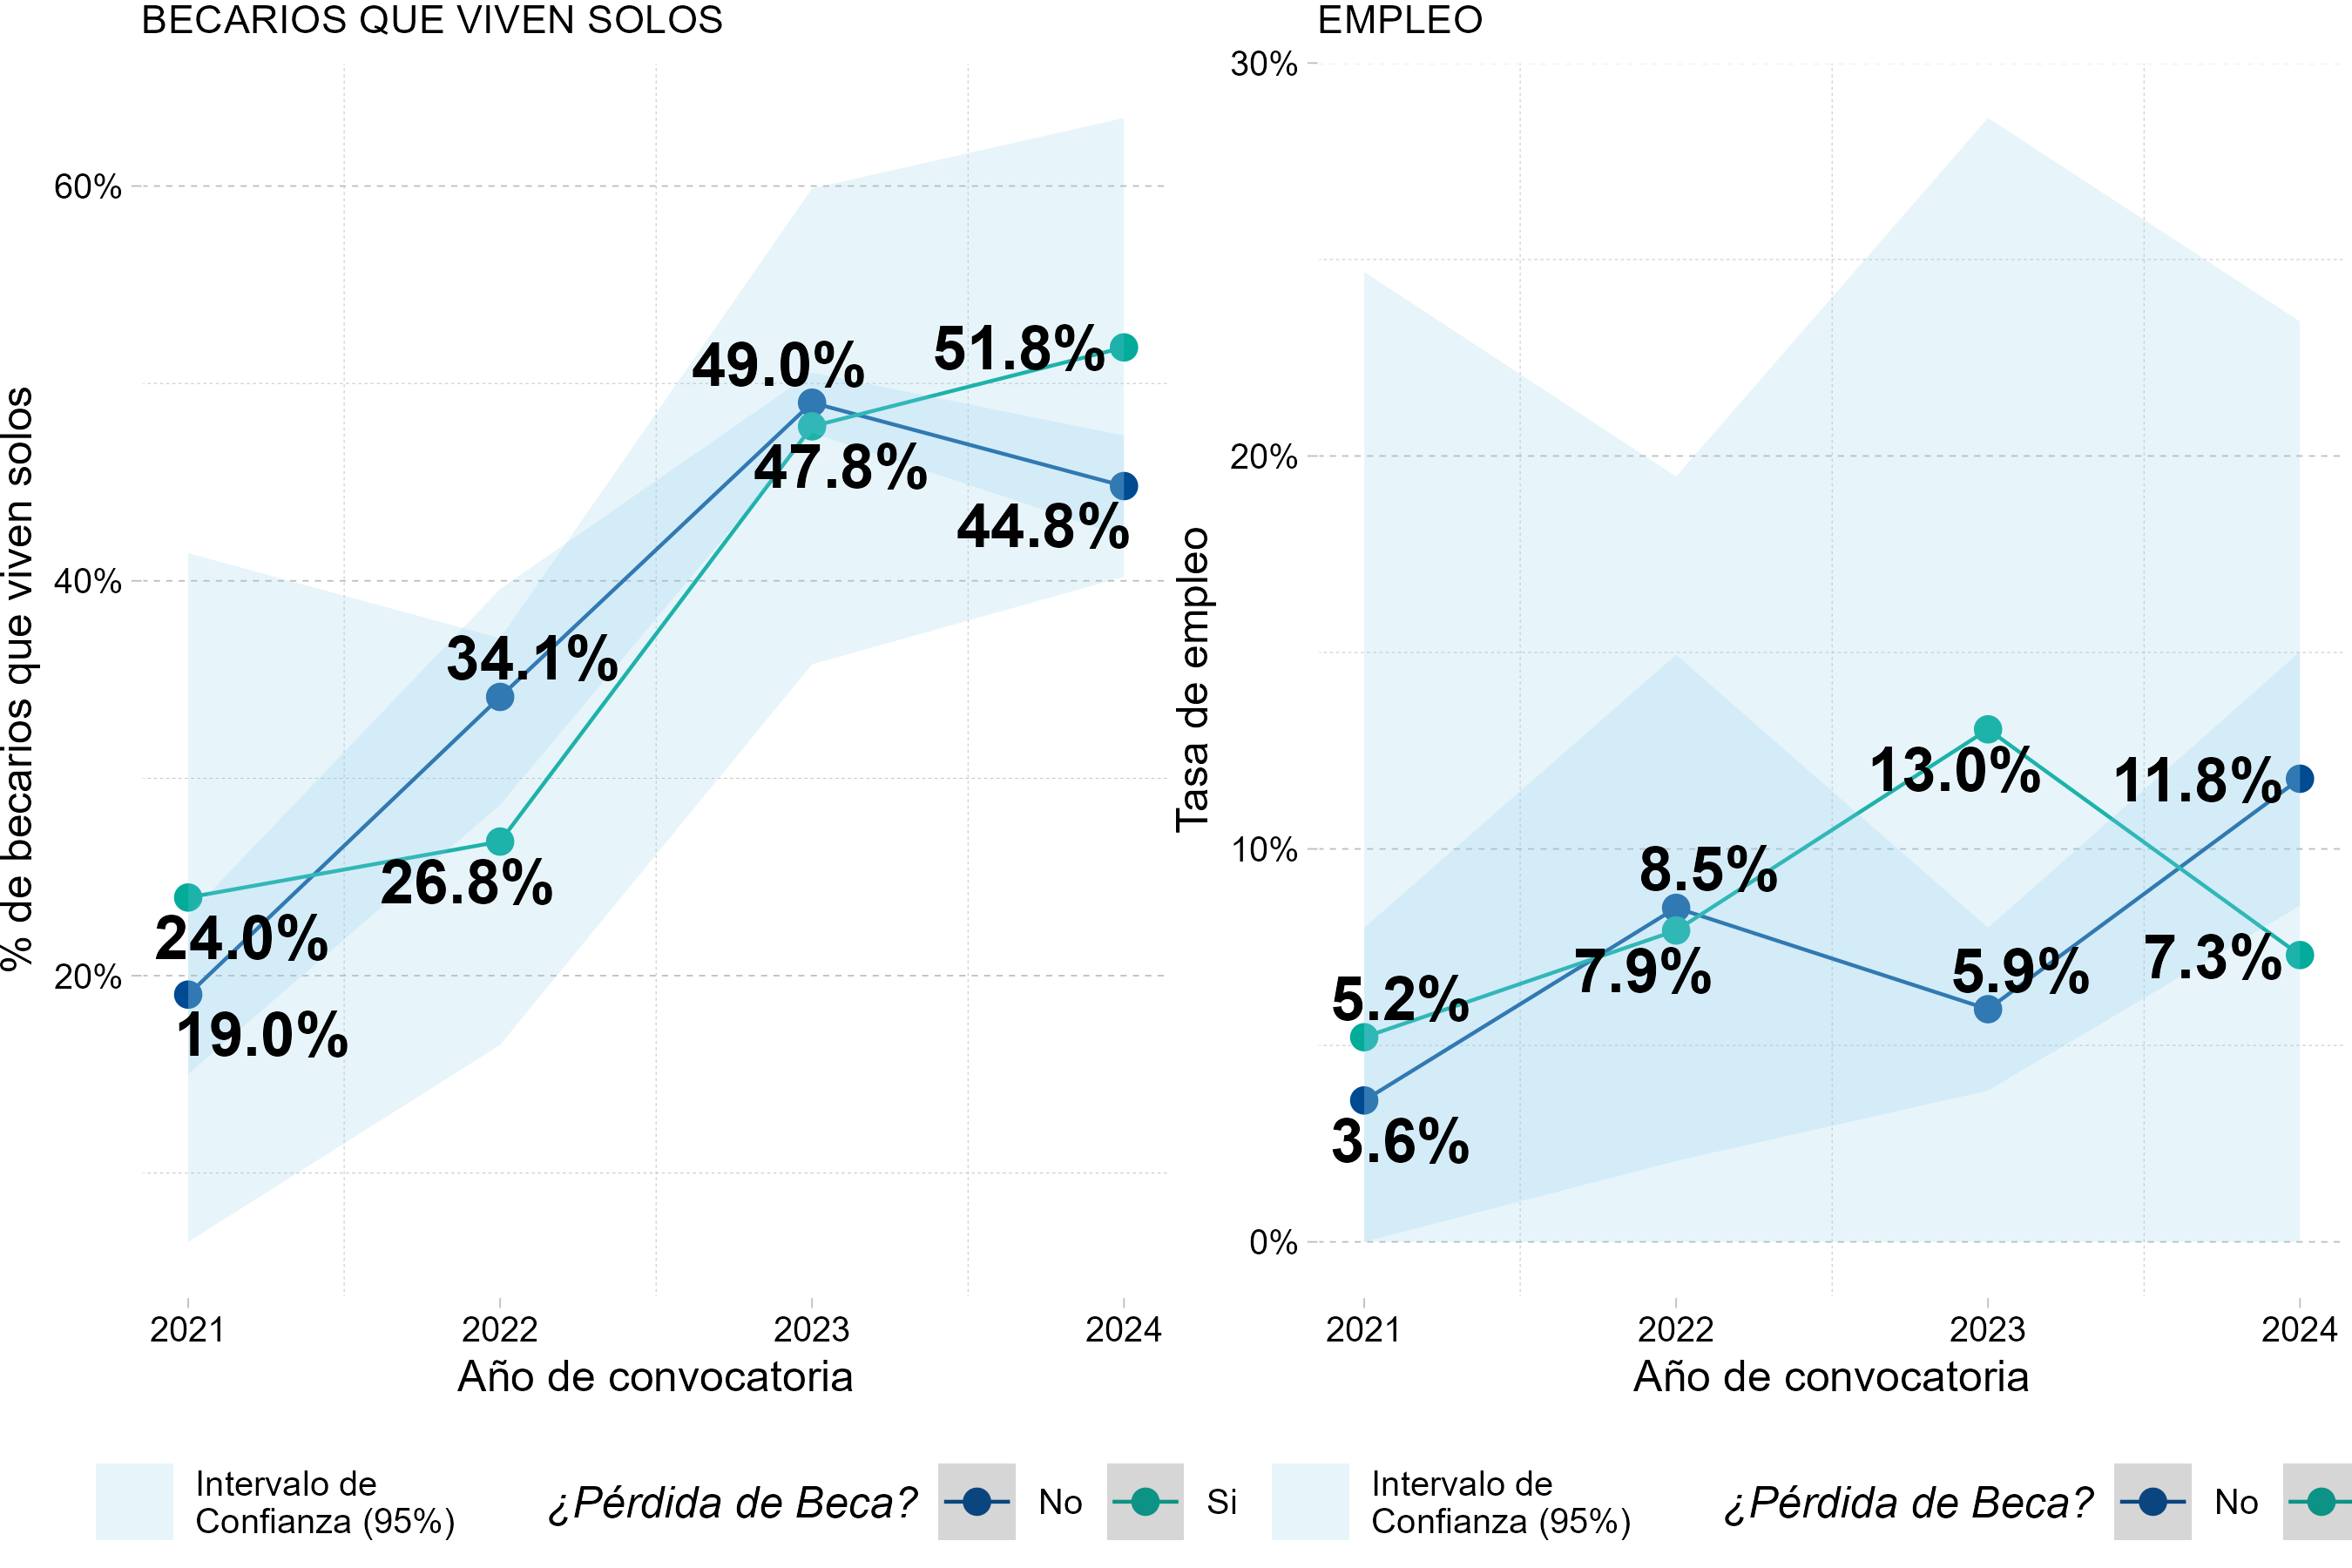 BECARIOS QUE VIVEN SOLOS
% de becarios que viven solos
60%
40%
20%
49.0%
51.8%
47.8%
44.8%
34.1%
26.8%
24.0%
19.0%
2021
2022
2023
2024
Año de convocatoria
Intervalo de
Confianza (95%)
¿Pérdida de Beca?
No
Si
EMPLEO
Tasa de empleo
30%
20%
10%
0%
13.0%
11.8%
8.5%
7.9%
5.9%
7.3%
5.2%
3.6%
2021
2022
2023
2024
Año de convocatoria
Intervalo de
Confianza (95%)
¿Pérdida de Beca?
No